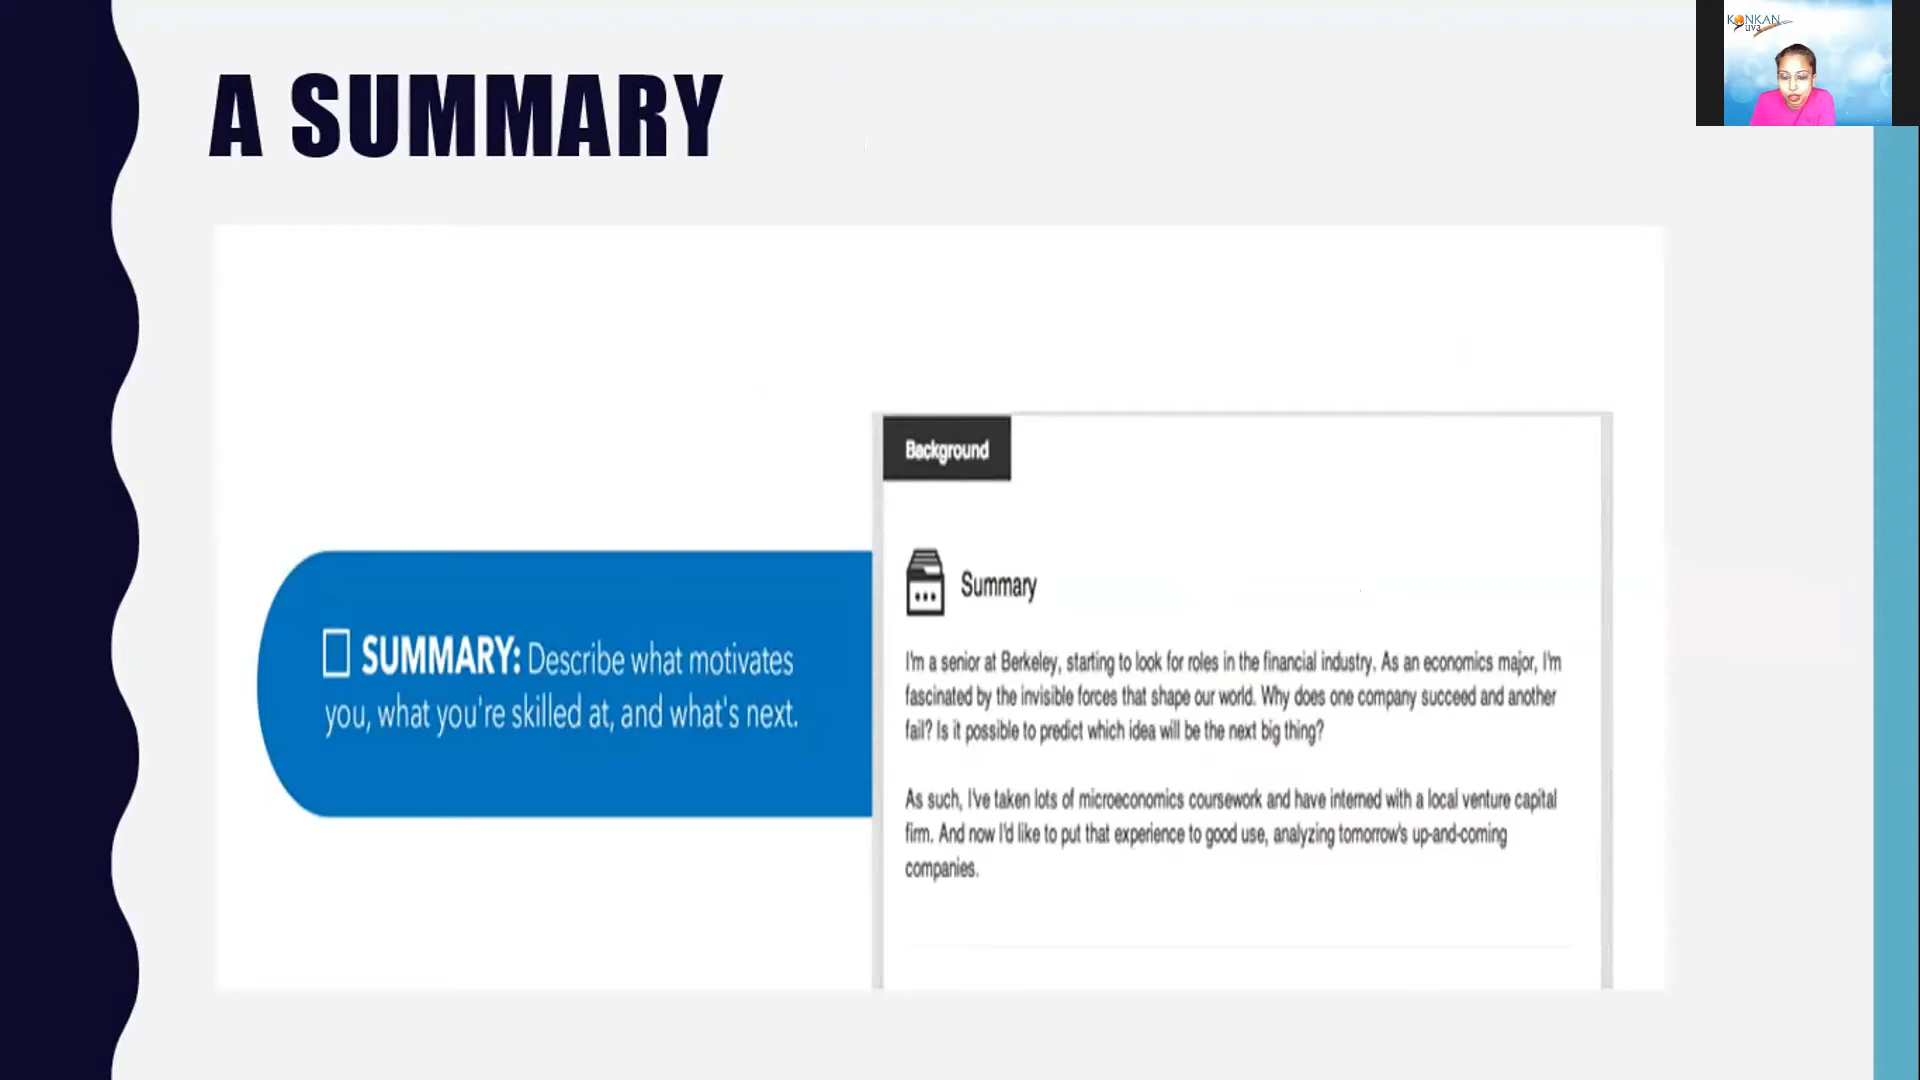 KONKAN
uva
A SUMMARY
Background
Summary
SUMMARY: Describe what motivates
you, what you're skilled at, and what's next.
I'm a senior at Berkeley, starting to look for roles in the financial industry. As an economics major, I'm
fascinated by the invisible forces that shape our world. Why does one company succeed and another
fail? Is it possible to predict which idea will be the next big thing?
As such, I've taken lots of microeconomics coursework and have interned with a local venture capital
firm. And now I'd like to put that experience to good use, analyzing tomorrow's up-and-coming
companies.